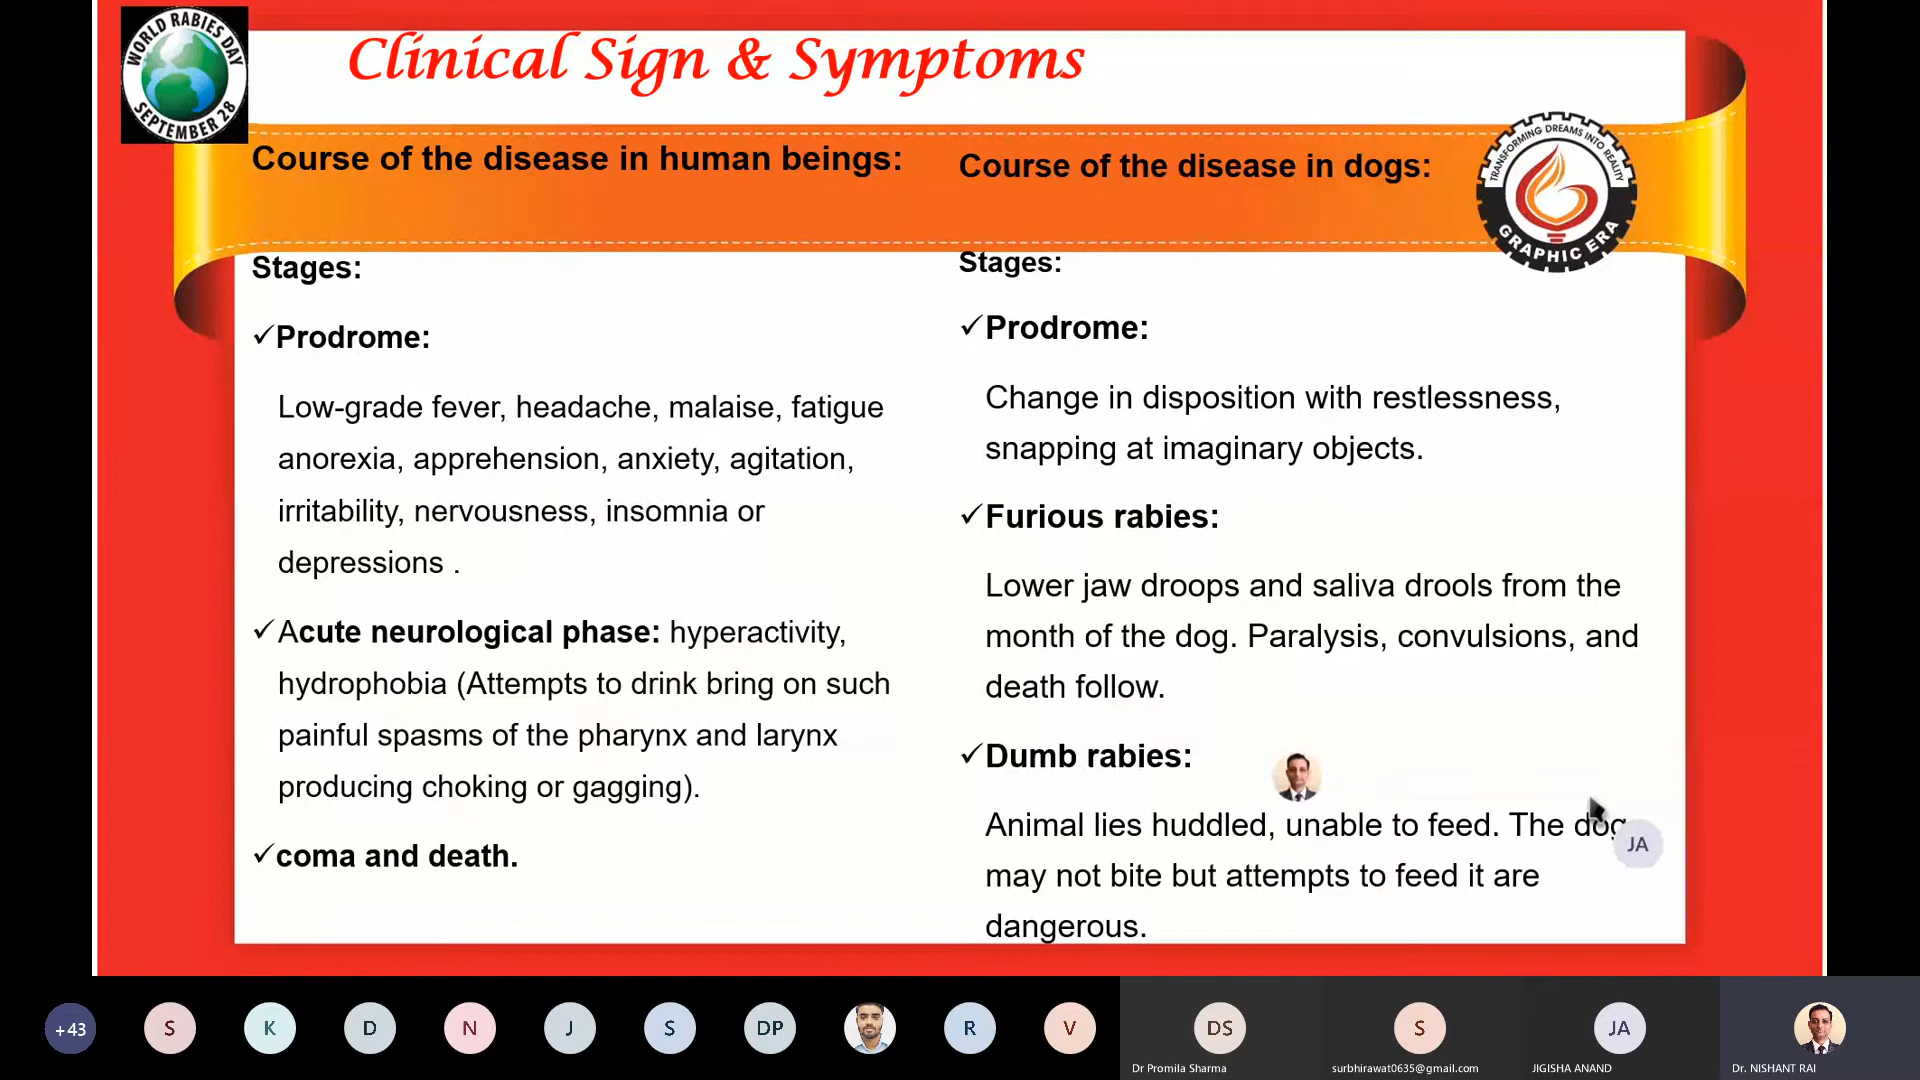 WORLD RABIES DAY
SEPTEMBER 28
Clinical Sign & Symptoms
Course of the disease in human beings:
Stages:
✓Prodrome:
Low-grade fever, headache, malaise, fatigue
anorexia, apprehension, anxiety, agitation,
irritability, nervousness, insomnia or
depressions .
✓Acute neurological phase: hyperactivity,
hydrophobia (Attempts to drink bring on such
painful spasms of the pharynx and larynx
producing choking or gagging).
✓coma and death.
Course of the disease in dogs:
TRANSFORMING DREAMS INTO REALITY
GRAPHIC ERA
Stages:
✓Prodrome:
Change in disposition with restlessness,
snapping at imaginary objects.
✓Furious rabies:
Lower jaw droops and saliva drools from the
month of the dog. Paralysis, convulsions, and
death follow.
✓Dumb rabies:
Animal lies huddled, unable to feed. The dog
may not bite but attempts to feed it are
dangerous.
JA
+43 S K D N J S DP R V DS S JA
Dr Promila Sharma surbhirawat0635@gmail.com JIGISHA ANAND Dr. NISHANT RAI